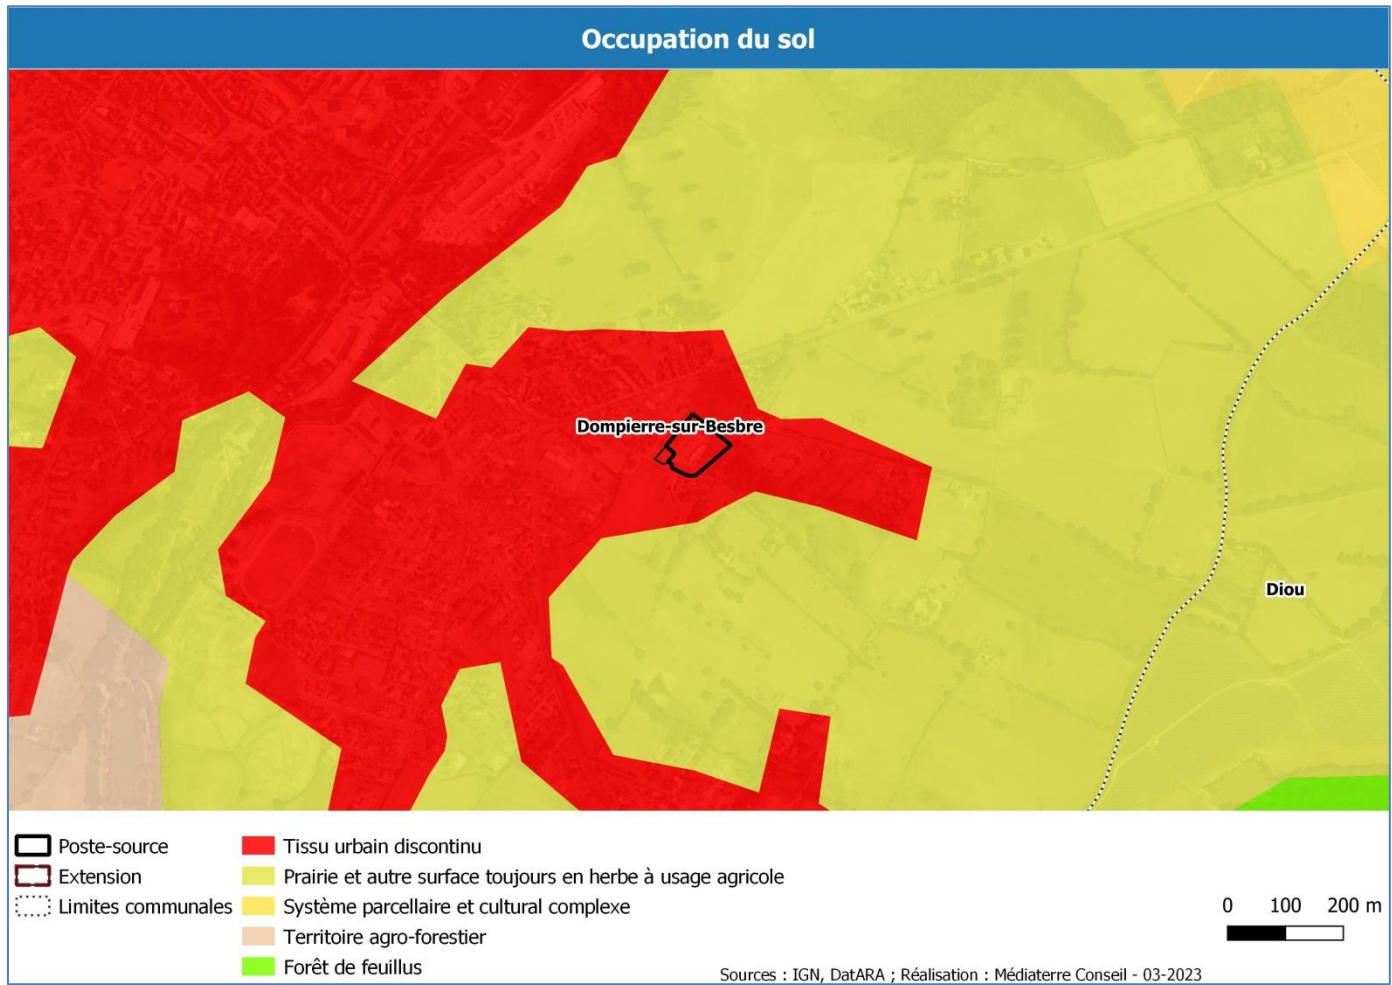 Occupation du sol
Dompierre-sur-Besbre
Diou
Poste-source
Extension
Limites communales
Tissu urbain discontinu
Prairie et autre surface toujours en herbe à usage agricole
Système parcellaire et cultural complexe
Territoire agro-forestier
Forêt de feuillus
0 100 200 m
Sources : IGN, DatARA ; Réalisation : Médiaterre Conseil - 03-2023